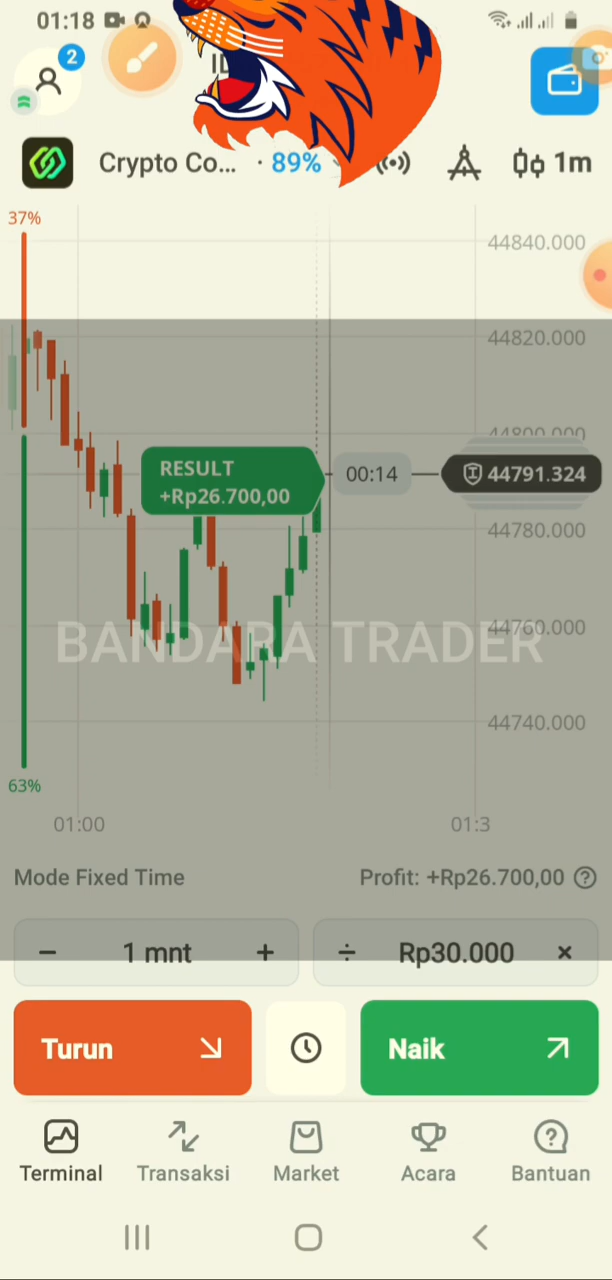 01:18
2
Crypto Co... · 89%
1m
37%
44840.000
44820.000
44800.000
RESULT
+Rp26.700,00
00:14
44791.324
44780.000
BANDARA TRADER
44760.000
44740.000
63%
01:00
01:3
Mode Fixed Time
Profit: +Rp26.700,00 ?
− 1 mnt +
÷ Rp30.000 ×
Turun
Naik
Terminal
Transaksi
Market
Acara
Bantuan